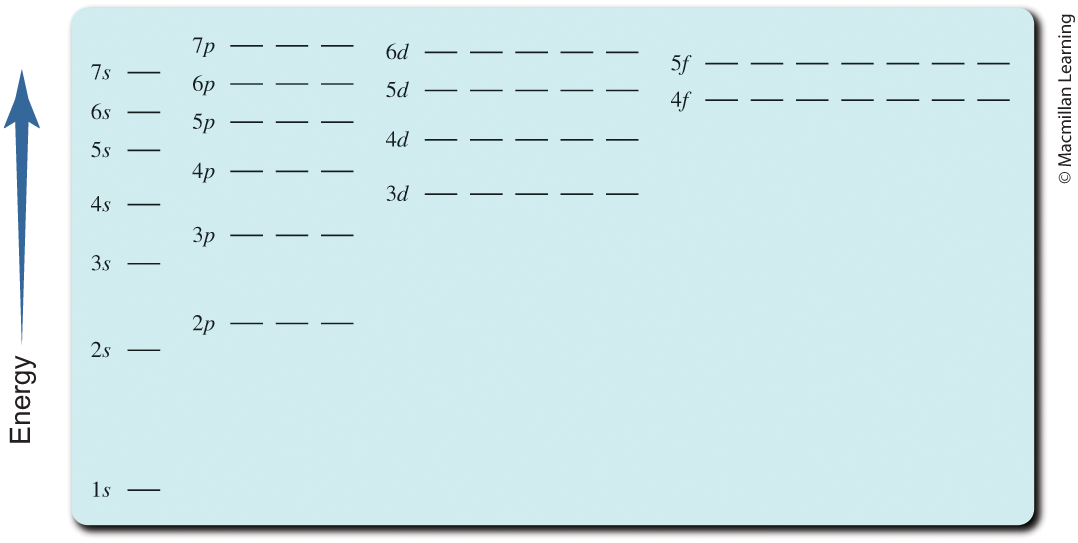 7p
6d
5f
7s
6p
5d
4f
6s
5p
5s
4d
4p
4s
3d
3p
3s
2p
2s
1s
Energy
© Macmillan Learning